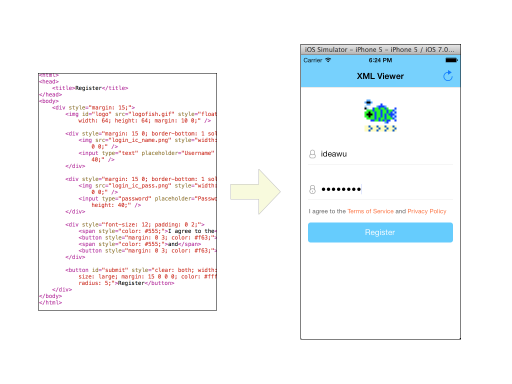 <html>
<head>
<title>Register</title>
</head>
<body>
<div style="margin: 15;">
<img id="logo" src="logofish.gif" style="float
width: 64; height: 64; margin: 10 0;" />
<div style="margin: 15 0; border-bottom: 1 sol
<img src="login_ic_name.png" style="width:
0 0;" />
<input type="text" placeholder="Username"
40;" />
</div>
<div style="margin: 15 0; border-bottom: 1 sol
<img src="login_ic_pass.png" style="width:
0 0;" />
<input type="password" placeholder="Passw
height: 40;" />
</div>
<div style="font-size: 12; padding: 0 2;">
<span style="color: #555;">I agree to the
<button style="margin: 0 3; color: #f63;">
<span style="color: #555;">and</span>
<button style="margin: 0 3; color: #f63;">
</div>
<button id="submit" style="clear: both; width:
size: large; margin: 15 0 0 0; color: #fff
radius: 5;">Register</button>
</div>
</body>
</html>
iOS Simulator – iPhone 5 – iPhone 5 / iOS 7.0...
Carrier 6:24 PM
XML Viewer
ideawu
●●●●●●●●
I agree to the Terms of Service and Privacy Policy
Register